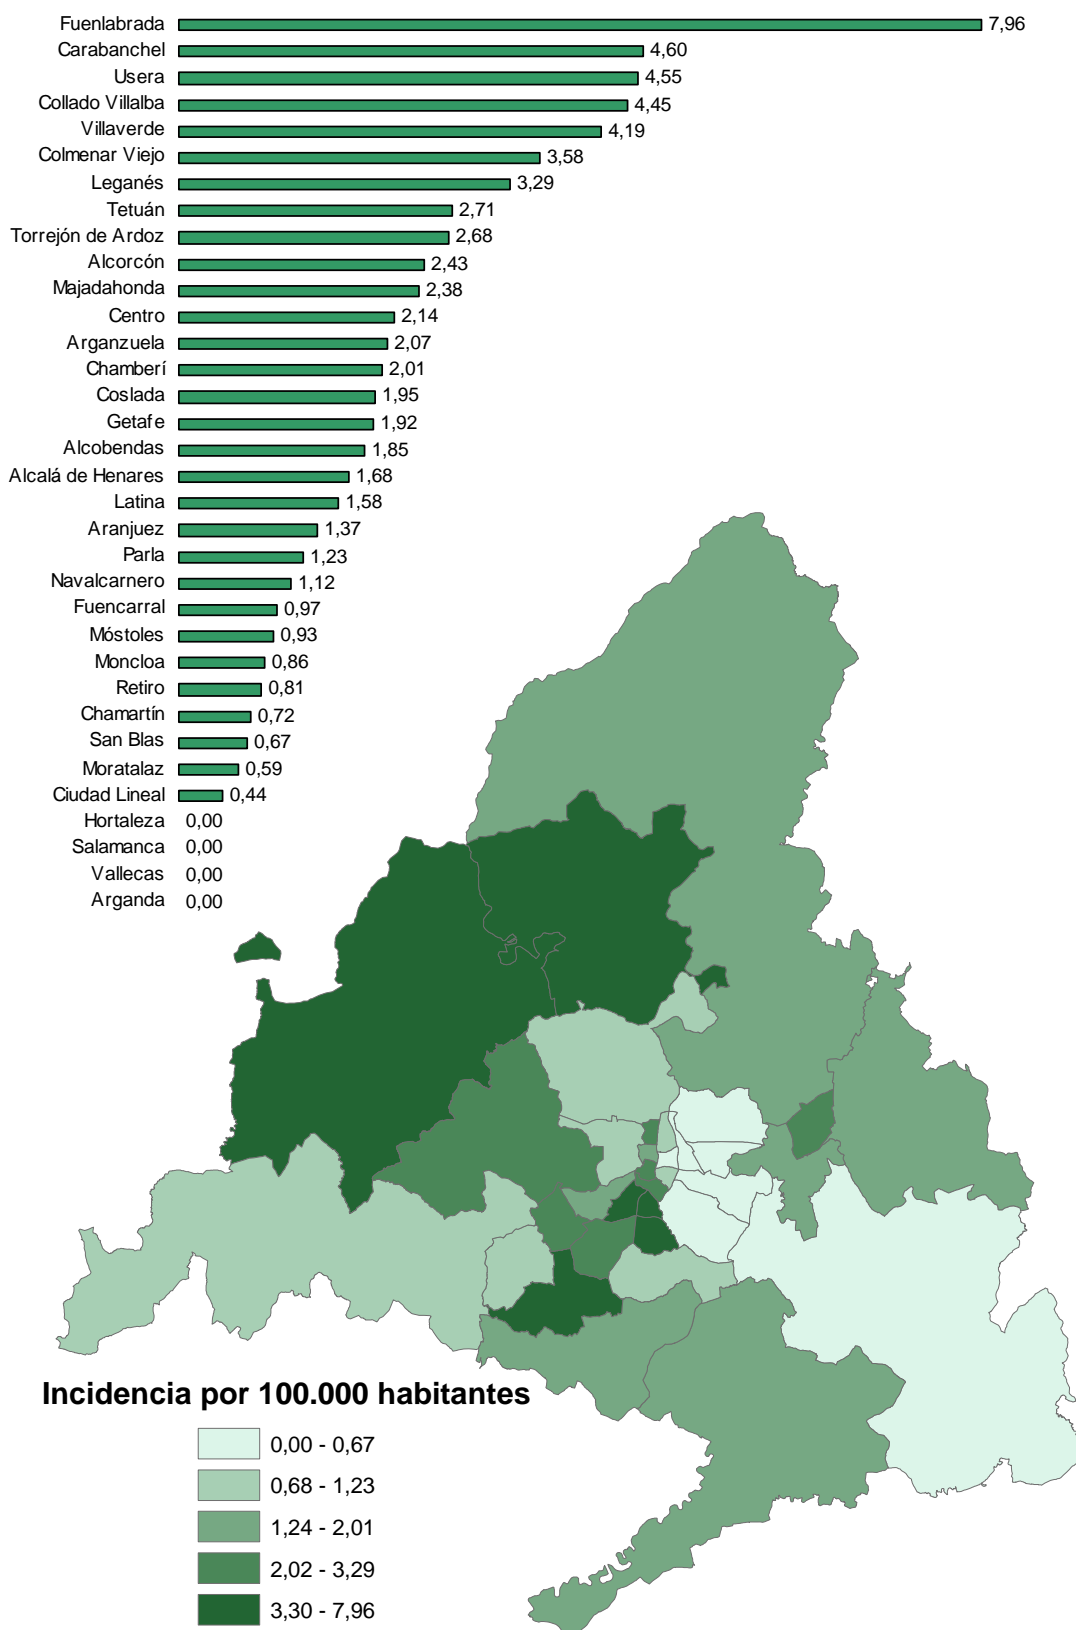 Fuenlabrada 7,96
Carabanchel 4,60
Usera 4,55
Collado Villalba 4,45
Villaverde 4,19
Colmenar Viejo 3,58
Leganés 3,29
Tetuán 2,71
Torrejón de Ardoz 2,68
Alcorcón 2,43
Majadahonda 2,38
Centro 2,14
Arganzuela 2,07
Chamberí 2,01
Coslada 1,95
Getafe 1,92
Alcobendas 1,85
Alcalá de Henares 1,68
Latina 1,58
Aranjuez 1,37
Parla 1,23
Navalcarnero 1,12
Fuencarral 0,97
Móstoles 0,93
Moncloa 0,86
Retiro 0,81
Chamartín 0,72
San Blas 0,67
Moratalaz 0,59
Ciudad Lineal 0,44
Hortaleza 0,00
Salamanca 0,00
Vallecas 0,00
Arganda 0,00
Incidencia por 100.000 habitantes
0,00 - 0,67
0,68 - 1,23
1,24 - 2,01
2,02 - 3,29
3,30 - 7,96